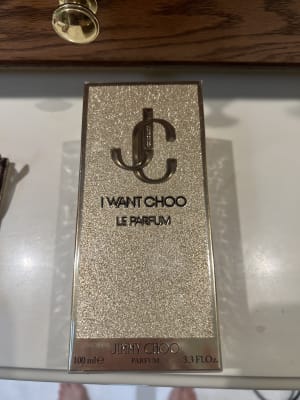 JC
I WANT CHOO
LE PARFUM
JIMMY CHOO
100 ml e PARFUM 3.3 FL.Oz.